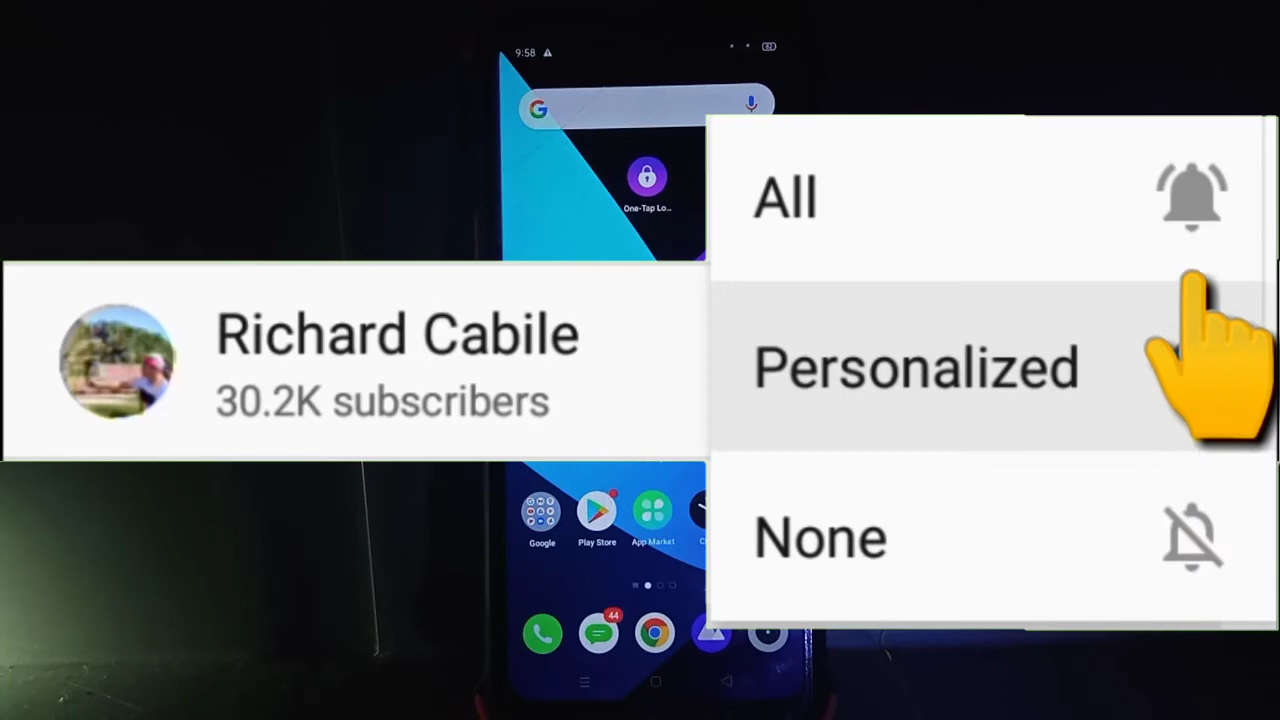 9:58
62
One-Tap Lo...
All
Richard Cabile
30.2K subscribers
Personalized
None
Google
Play Store
App Market
44